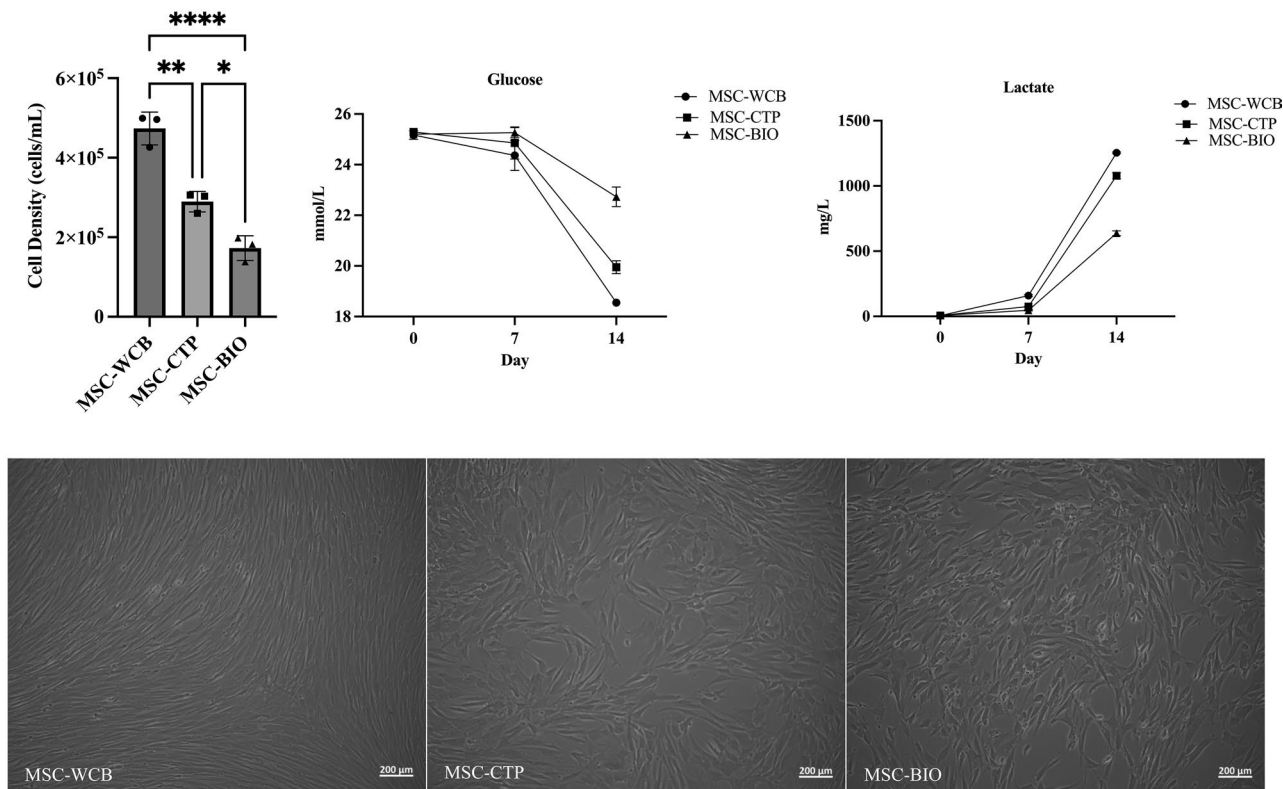 ****
** *
Cell Density (cells/mL)
6×10⁵
4×10⁵
2×10⁵
0
MSC-WCB
MSC-CTP
MSC-BIO
Glucose
MSC-WCB
MSC-CTP
MSC-BIO
mmol/L
26
24
22
20
18
0 7 14
Day
Lactate
MSC-WCB
MSC-CTP
MSC-BIO
mg/L
1500
1000
500
0
0 7 14
Day
MSC-WCB
200 µm
MSC-CTP
200 µm
MSC-BIO
200 µm